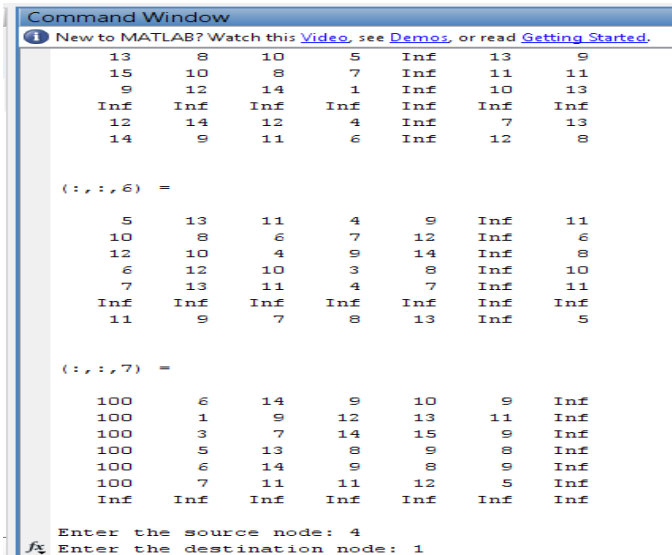 Command Window
New to MATLAB? Watch this Video, see Demos, or read Getting Started.
13 8 10 5 Inf 13 9
15 10 8 7 Inf 11 11
9 12 14 1 Inf 10 13
Inf Inf Inf Inf Inf Inf Inf
12 14 12 4 Inf 7 13
14 9 11 6 Inf 12 8
(:,:,6) =
5 13 11 4 9 Inf 11
10 8 6 7 12 Inf 6
12 10 4 9 14 Inf 8
6 12 10 3 8 Inf 10
7 13 11 4 7 Inf 11
Inf Inf Inf Inf Inf Inf Inf
11 9 7 8 13 Inf 5
(:,:,7) =
100 6 14 9 10 9 Inf
100 1 9 12 13 11 Inf
100 3 7 14 15 9 Inf
100 5 13 8 9 8 Inf
100 6 14 9 8 9 Inf
100 7 11 11 12 5 Inf
Inf Inf Inf Inf Inf Inf Inf
Enter the source node: 4
fx Enter the destination node: 1